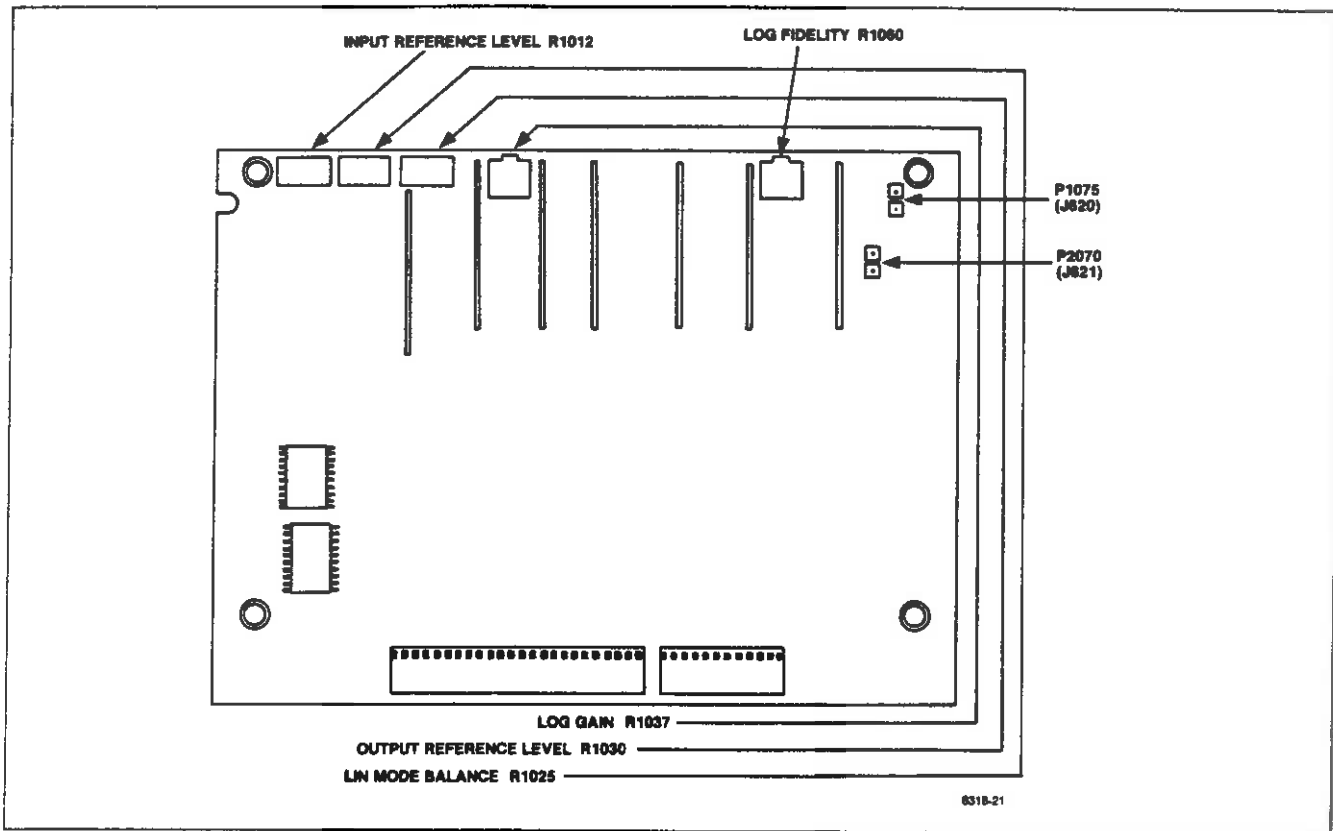 INPUT REFERENCE LEVEL R1012
LOG FIDELITY R1060
P1075
(J620)
P2070
(J621)
LOG GAIN R1037
OUTPUT REFERENCE LEVEL R1030
LIN MODE BALANCE R1025
6318-21